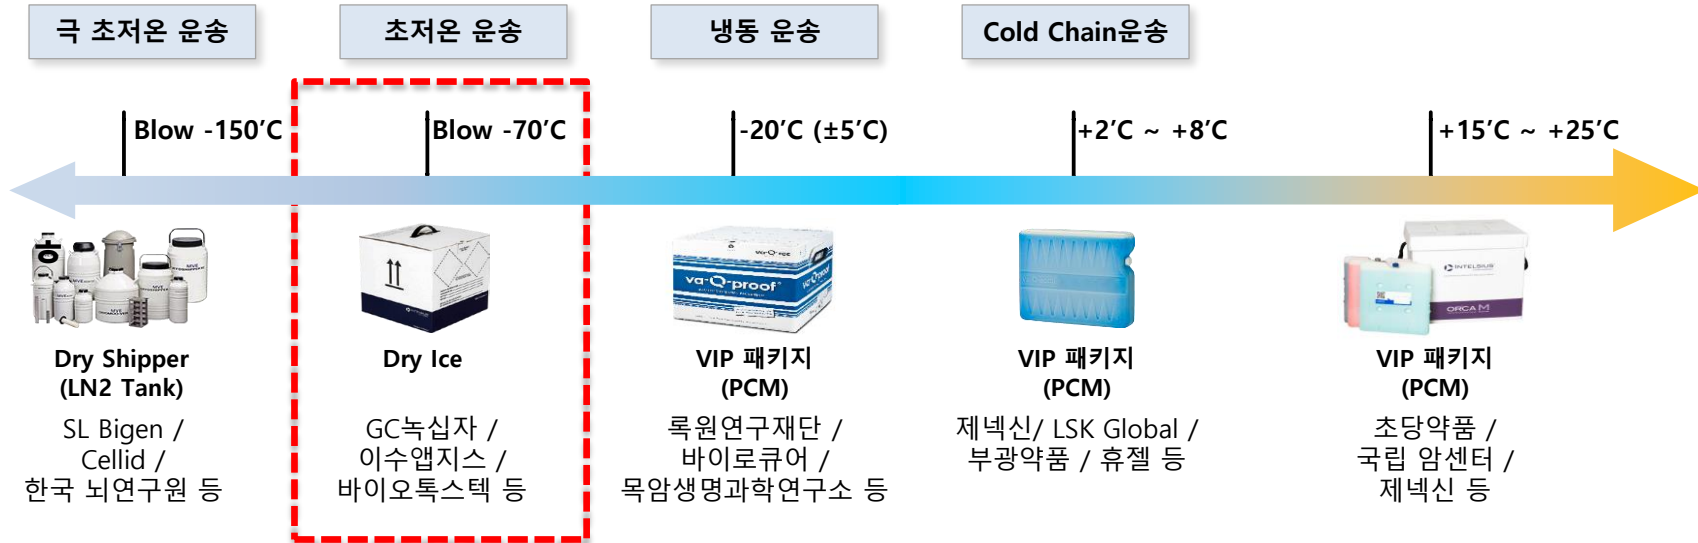 극 초저온 운송
초저온 운송
냉동 운송
Cold Chain운송
Blow -150'C
Blow -70'C
-20'C (±5'C)
+2'C ~ +8'C
+15'C ~ +25'C
va-Q-tec
va-Q-proof
INTELSIUS
ORCA M
Dry Shipper
(LN2 Tank)
Dry Ice
VIP 패키지
(PCM)
VIP 패키지
(PCM)
VIP 패키지
(PCM)
SL Bigen /
Cellid /
한국 뇌연구원 등
GC녹십자 /
이수앱지스 /
바이오톡스텍 등
록원연구재단 /
바이로큐어 /
목암생명과학연구소 등
제넥신/ LSK Global /
부광약품 / 휴젤 등
초당약품 /
국립 암센터 /
제넥신 등